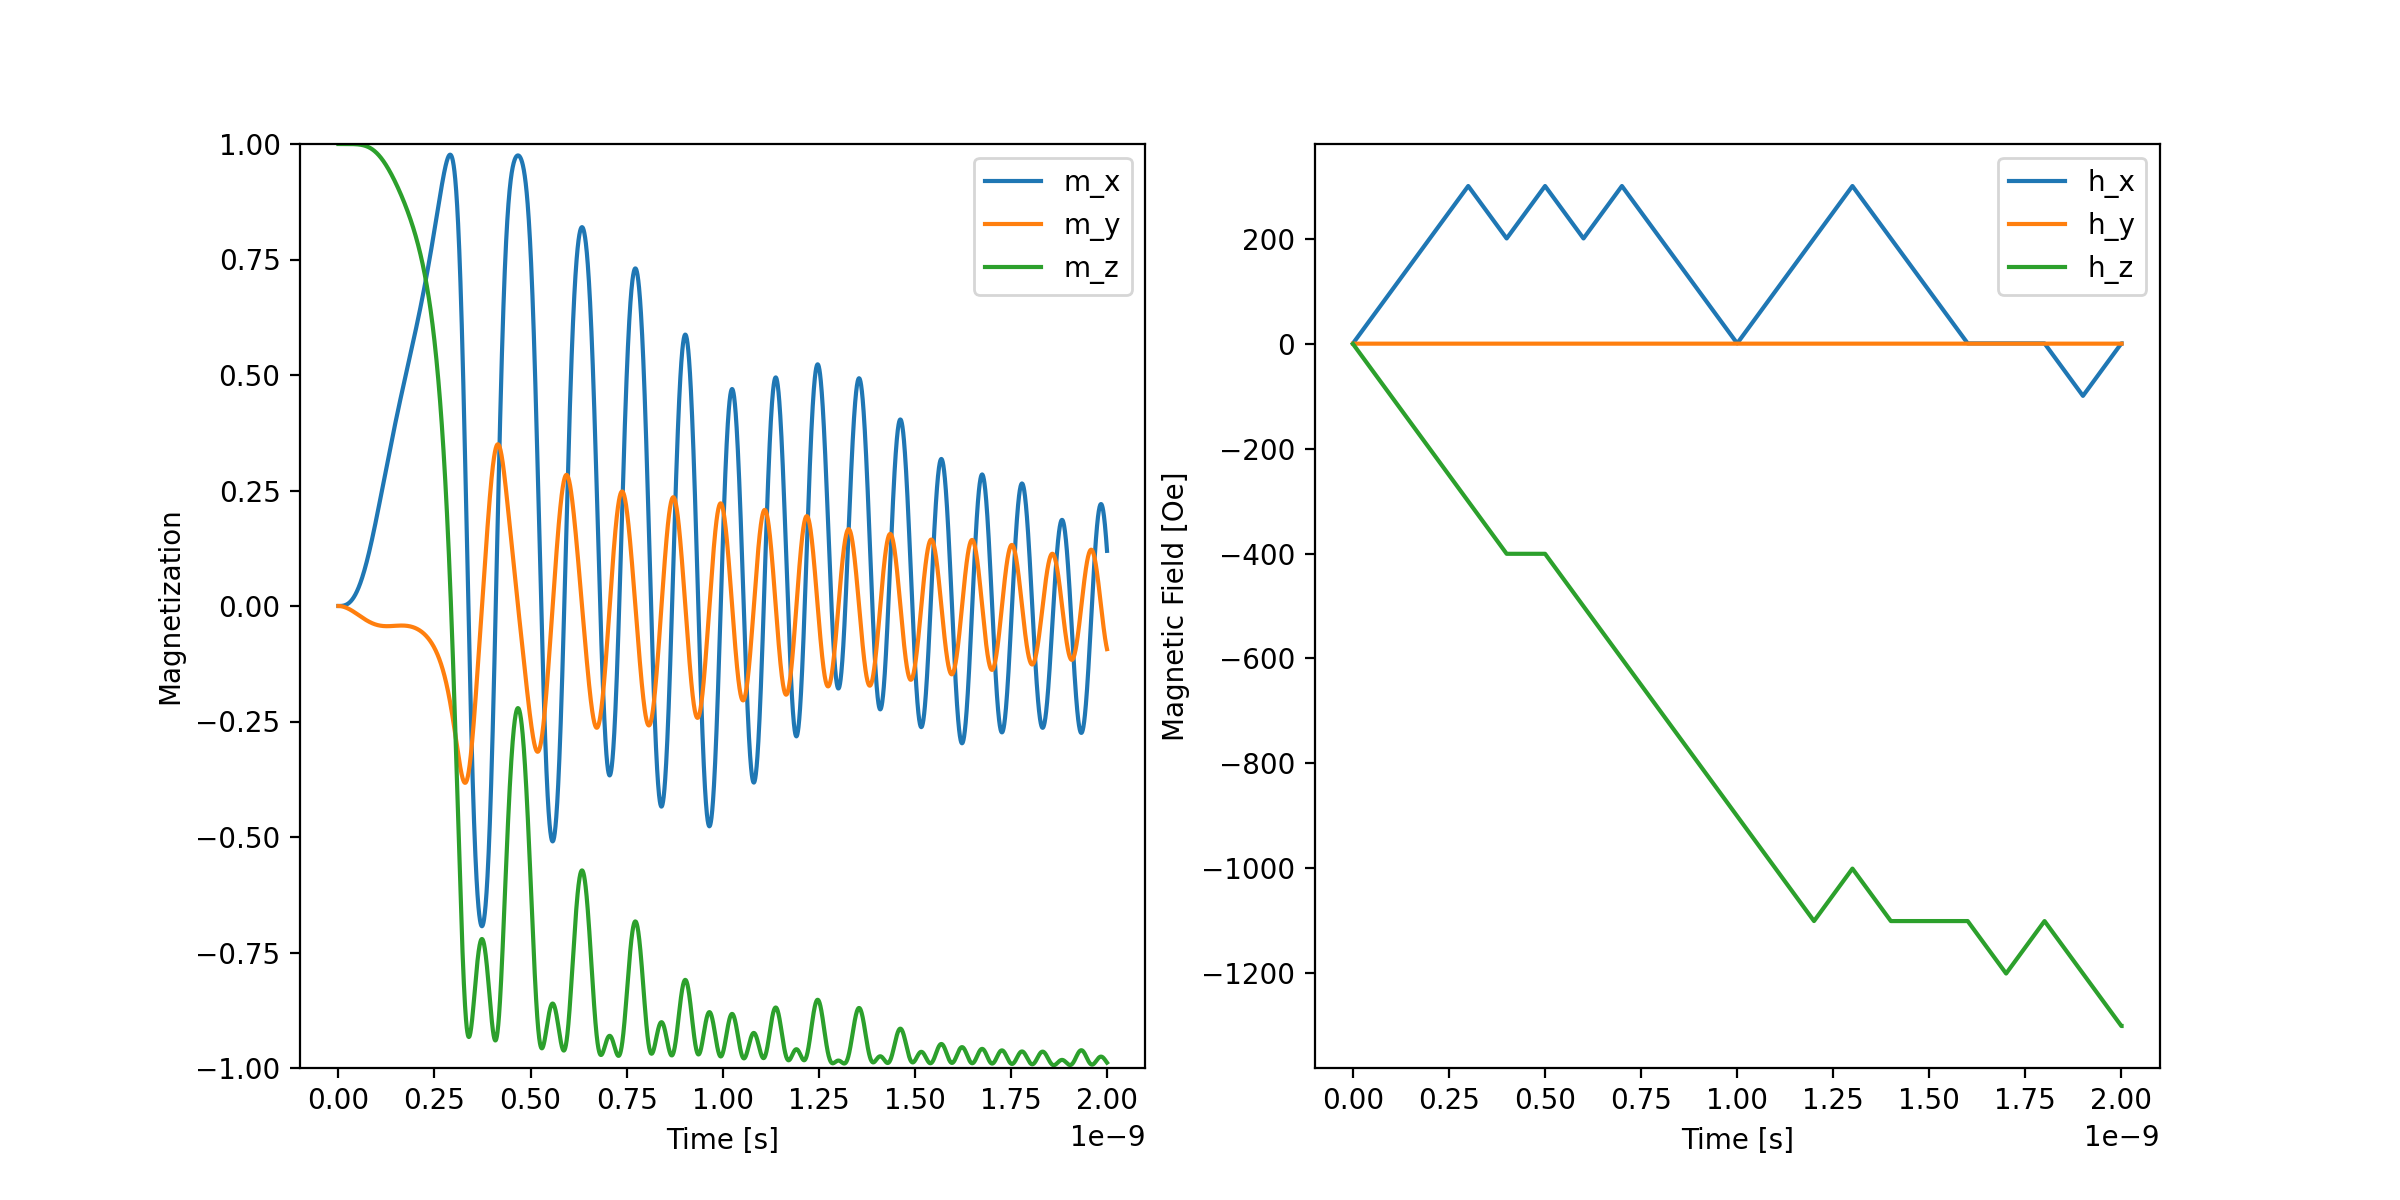 Magnetization
1.00
0.75
0.50
0.25
0.00
−0.25
−0.50
−0.75
−1.00
0.00 0.25 0.50 0.75 1.00 1.25 1.50 1.75 2.00
Time [s]
1e−9
m_x
m_y
m_z
Magnetic Field [Oe]
200
0
−200
−400
−600
−800
−1000
−1200
0.00 0.25 0.50 0.75 1.00 1.25 1.50 1.75 2.00
Time [s]
1e−9
h_x
h_y
h_z